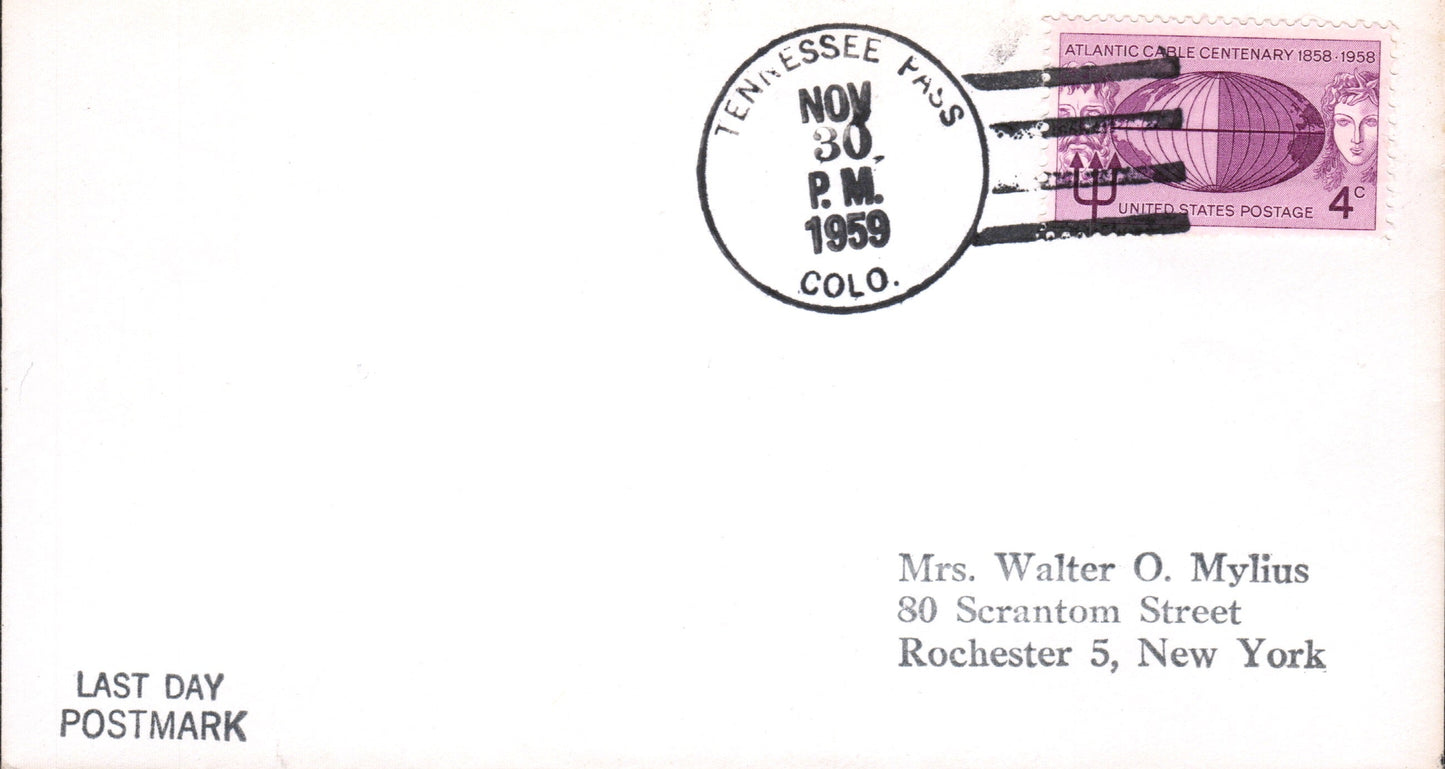 TENNESSEE PASS
NOV
30
P.M.
1959
COLO.
ATLANTIC CABLE CENTENARY 1858 · 1958
UNITED STATES POSTAGE 4c
Mrs. Walter O. Mylius
80 Scrantom Street
Rochester 5, New York
LAST DAY
POSTMARK